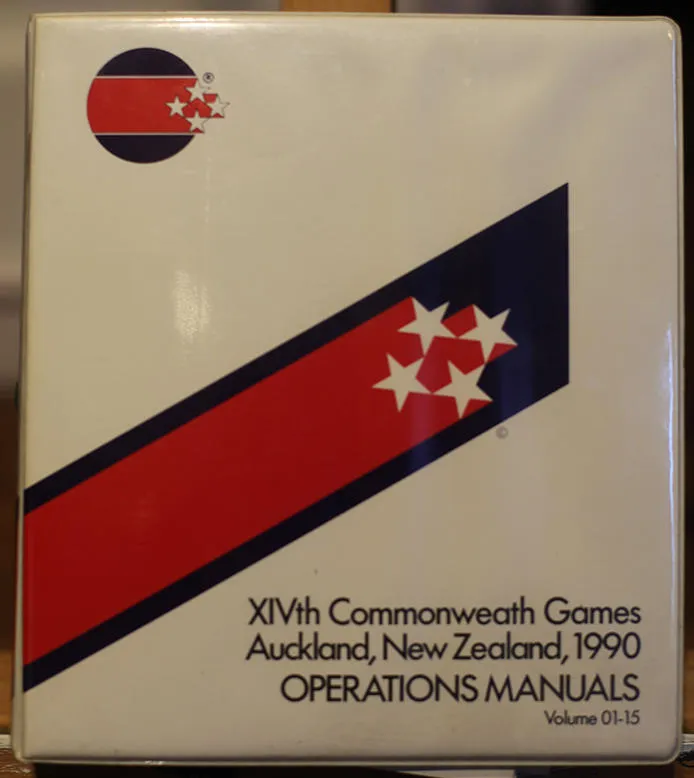 ®
©
XIVth Commonweath Games
Auckland, New Zealand, 1990
OPERATIONS MANUALS
Volume 01-15